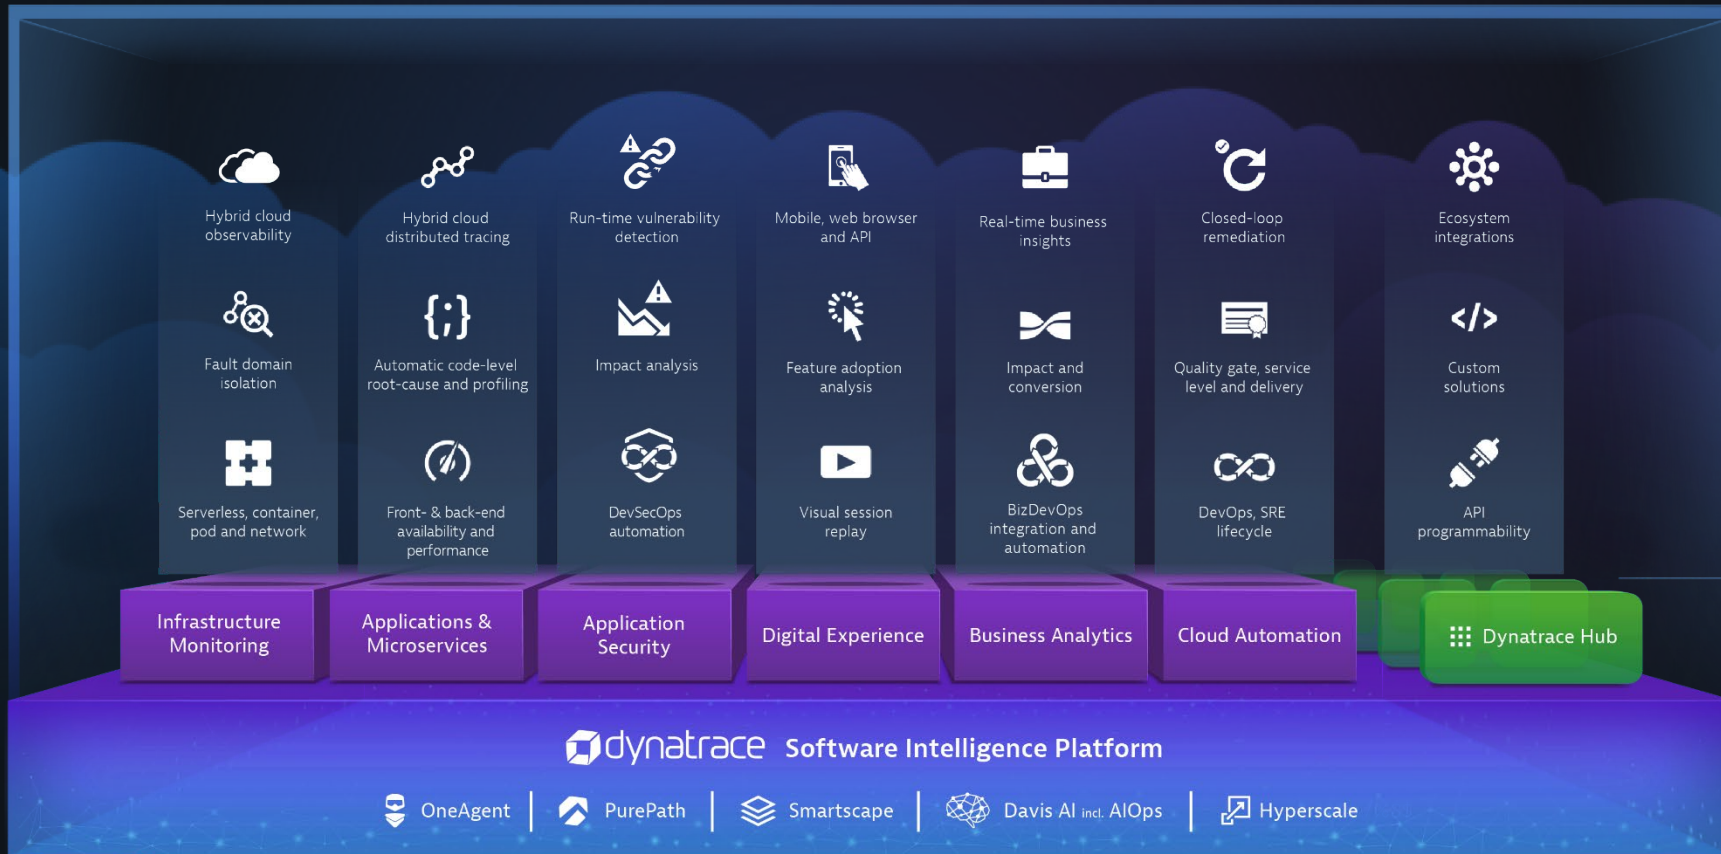 Hybrid cloud
observability
Hybrid cloud
distributed tracing
Run-time vulnerability
detection
Mobile, web browser
and API
Real-time business
insights
Closed-loop
remediation
Ecosystem
integrations
Fault domain
isolation
Automatic code-level
root-cause and profiling
Impact analysis
Feature adoption
analysis
Impact and
conversion
Quality gate, service
level and delivery
Custom
solutions
Serverless, container,
pod and network
Front- & back-end
availability and
performance
DevSecOps
automation
Visual session
replay
BizDevOps
integration and
automation
DevOps, SRE
lifecycle
API
programmability
Infrastructure
Monitoring
Applications &
Microservices
Application
Security
Digital Experience
Business Analytics
Cloud Automation
Dynatrace Hub
dynatrace Software Intelligence Platform
OneAgent | PurePath | Smartscape | Davis AI incl. AIOps | Hyperscale